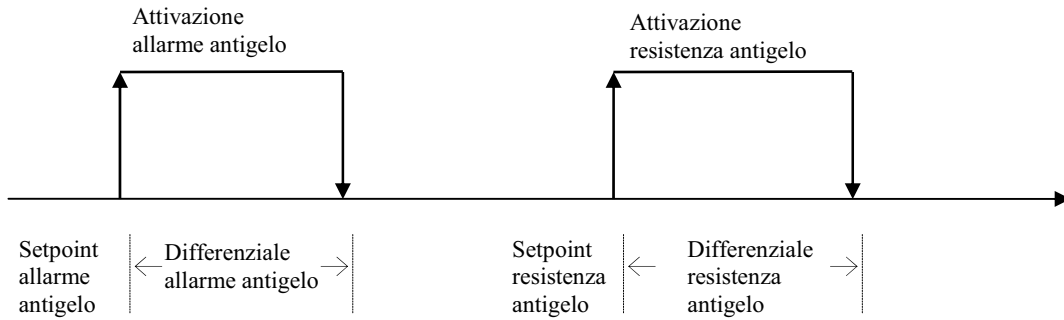 Attivazione
allarme antigelo
Attivazione
resistenza antigelo
Setpoint
allarme
antigelo
Differenziale
allarme antigelo
Setpoint
resistenza
antigelo
Differenziale
resistenza
antigelo